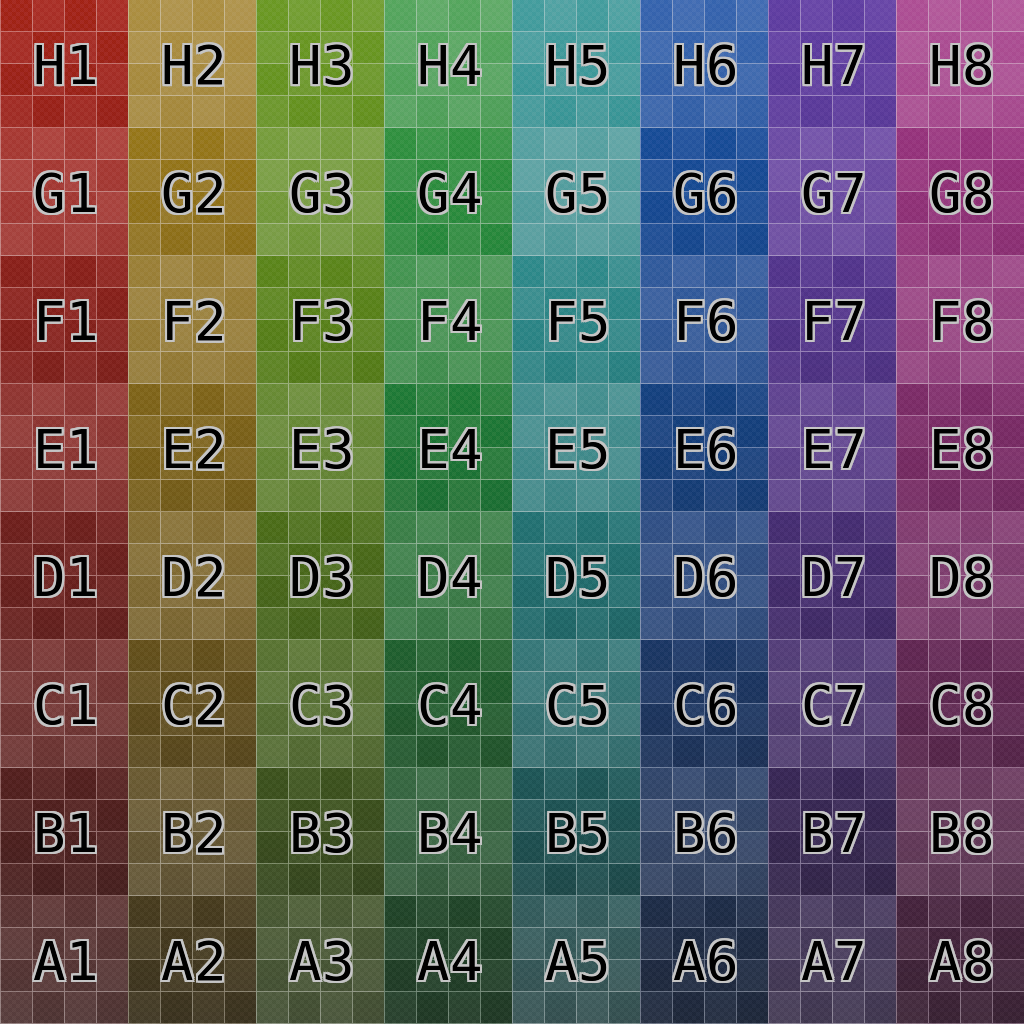 H1 H2 H3 H4 H5 H6 H7 H8
G1 G2 G3 G4 G5 G6 G7 G8
F1 F2 F3 F4 F5 F6 F7 F8
E1 E2 E3 E4 E5 E6 E7 E8
D1 D2 D3 D4 D5 D6 D7 D8
C1 C2 C3 C4 C5 C6 C7 C8
B1 B2 B3 B4 B5 B6 B7 B8
A1 A2 A3 A4 A5 A6 A7 A8